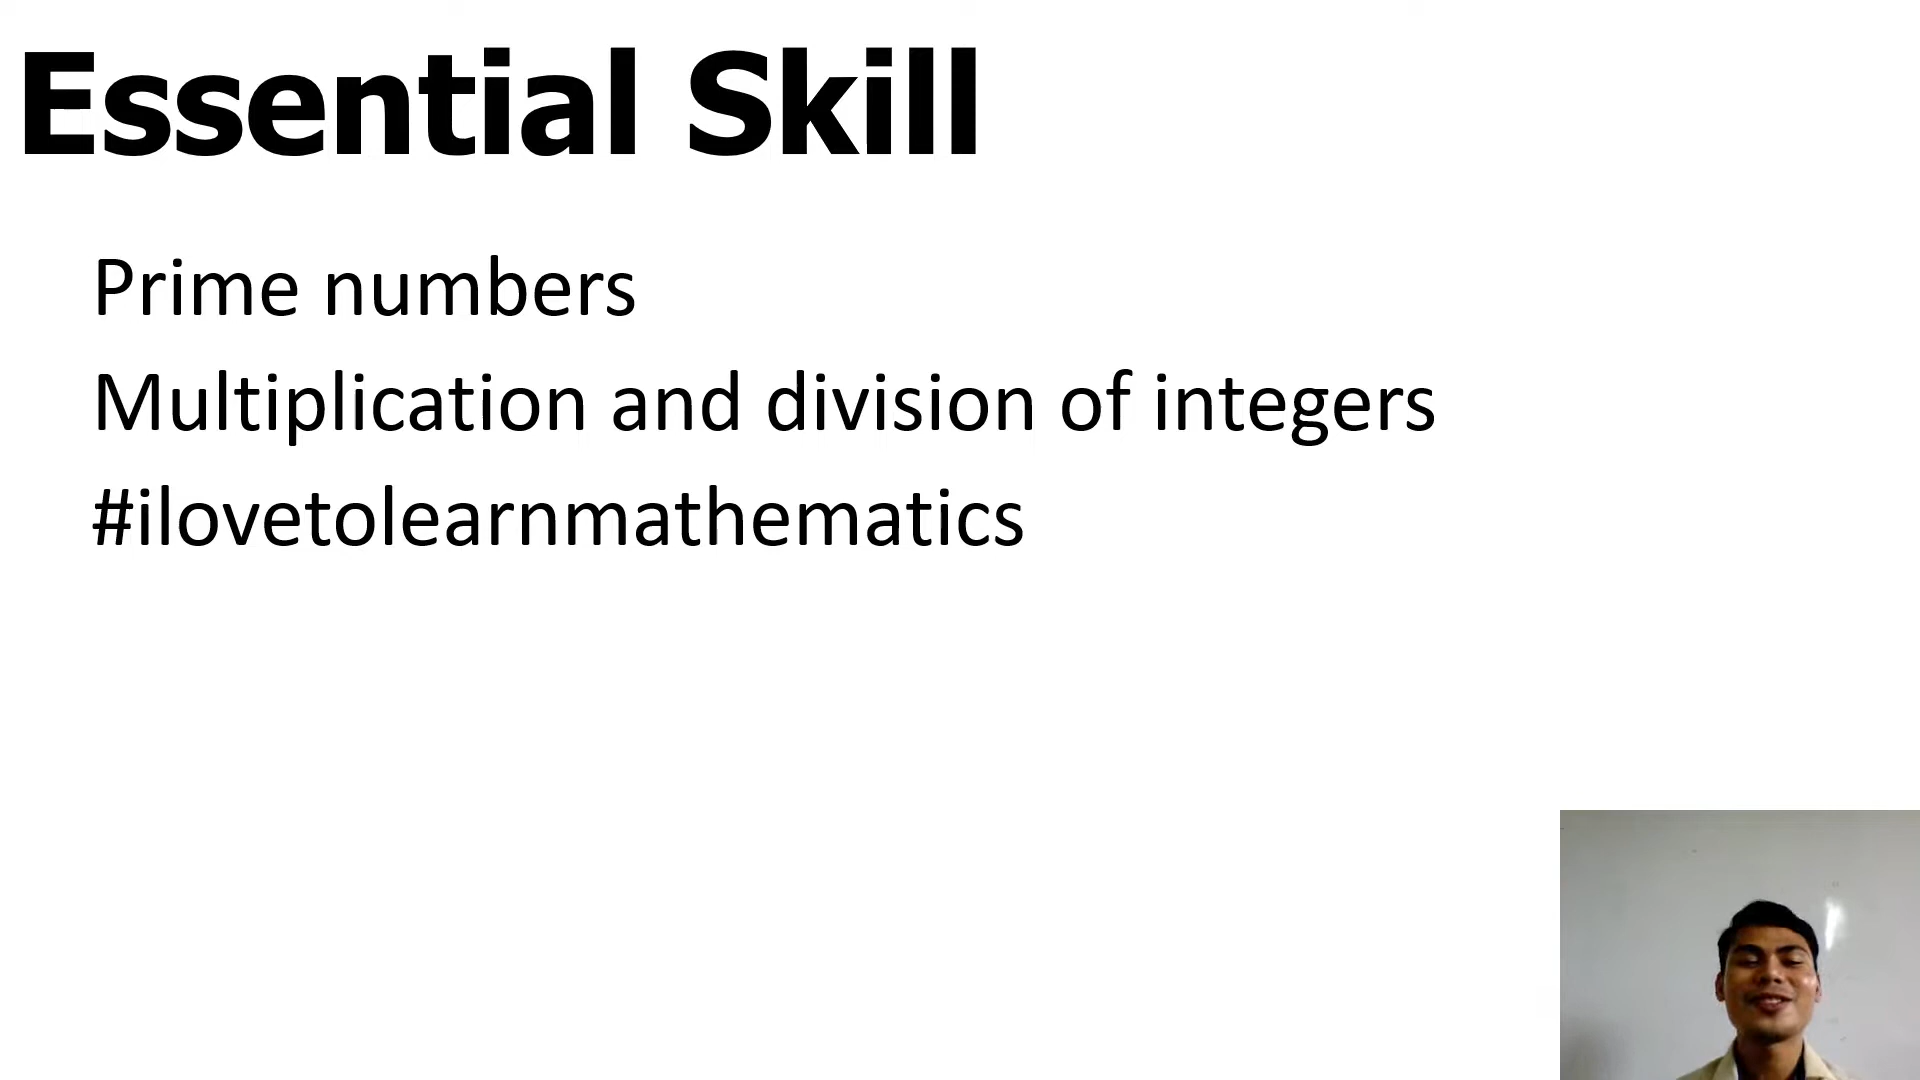 Essential Skill
Prime numbers
Multiplication and division of integers
#ilovetolearnmathematics